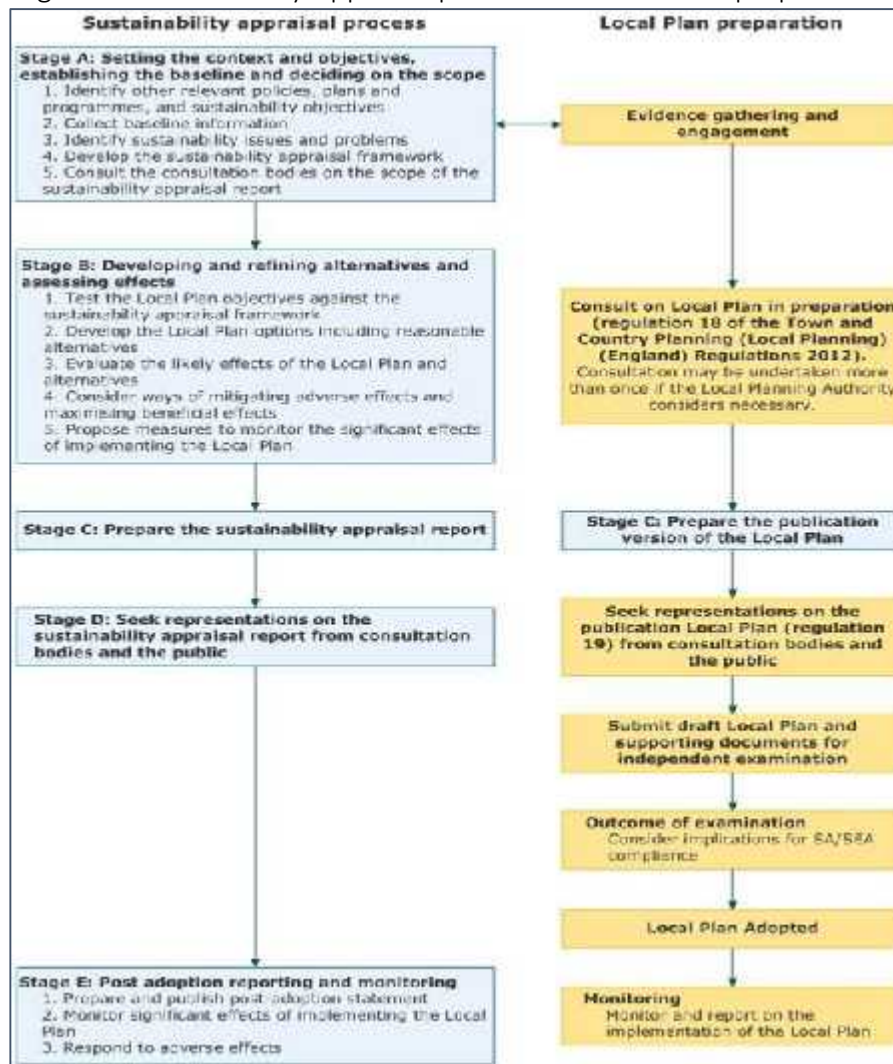 Sustainability appraisal process
Stage A: Setting the context and objectives,
establishing the baseline and deciding on the scope
1. Identify other relevant policies, plans and
programmes, and sustainability objectives
2. Collect baseline information
3. Identify sustainability issues and problems
4. Develop the sustainability appraisal framework
5. Consult the consultation bodies on the scope of the
sustainability appraisal report
Stage B: Developing and refining alternatives and
assessing effects
1. Test the Local Plan objectives against the
sustainability appraisal framework
2. Develop the Local Plan options including reasonable
alternatives
3. Evaluate the likely effects of the Local Plan and
alternatives
4. Consider ways of mitigating adverse effects and
maximising beneficial effects
5. Propose measures to monitor the significant effects
of implementing the Local Plan
Stage C: Prepare the sustainability appraisal report
Stage D: Seek representations on the
sustainability appraisal report from consultation
bodies and the public
Stage E: Post adoption reporting and monitoring
1. Prepare and publish post-adoption statement
2. Monitor significant effects of implementing the Local
Plan
3. Respond to adverse effects
Local Plan preparation
Evidence gathering and
engagement
Consult on Local Plan in preparation
(regulation 18 of the Town and
Country Planning (Local Planning)
(England) Regulations 2012).
Consultation may be undertaken more
than once if the Local Planning Authority
considers necessary.
Stage C: Prepare the publication
version of the Local Plan
Seek representations on the
publication Local Plan (regulation
19) from consultation bodies and
the public
Submit draft Local Plan and
supporting documents for
independent examination
Outcome of examination
Consider implications for SA/SEA
compliance
Local Plan Adopted
Monitoring
Monitor and report on the
implementation of the Local Plan